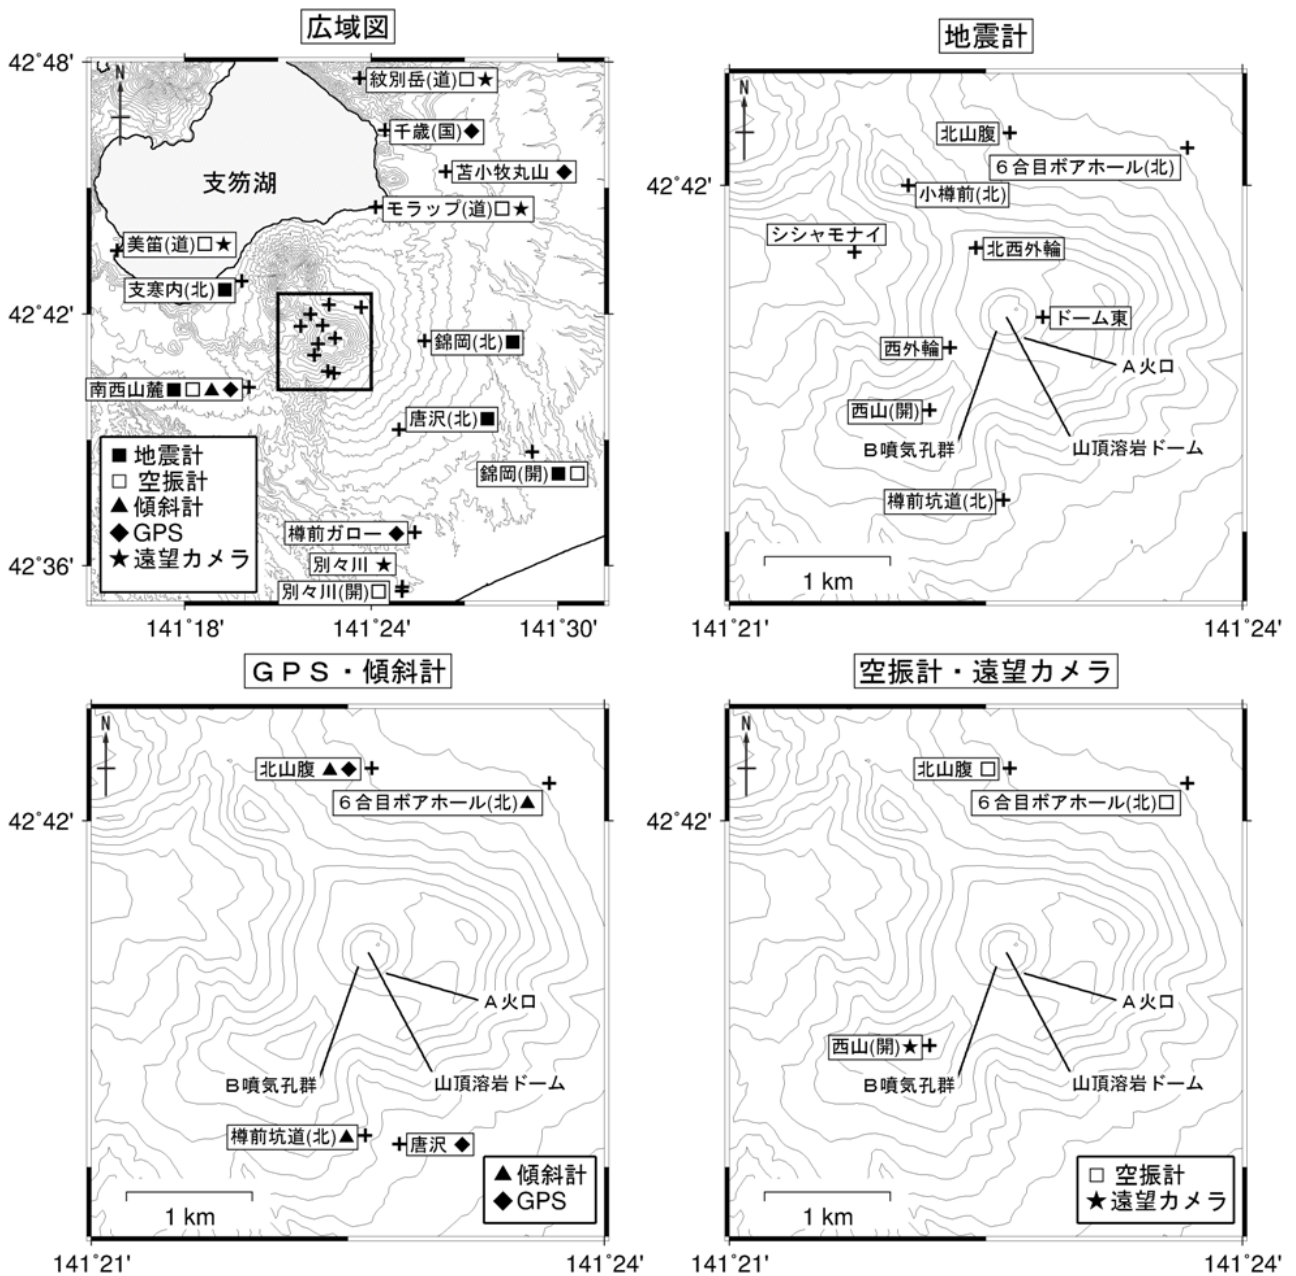 広域図
42°48'
N
紋別岳(道)□★
千歳(国)◆
苫小牧丸山 ◆
支笏湖
モラップ(道)□★
美笛(道)□★
支寒内(北)■
42°42'
錦岡(北)■
南西山麓■□▲◆
唐沢(北)■
錦岡(開)■□
■地震計
□ 空振計
▲傾斜計
◆GPS
★遠望カメラ
樽前ガロー ◆
別々川 ★
42°36'
別々川(開)□
141°18'
141°24'
141°30'
地震計
N
北山腹
6合目ボアホール(北)
42°42'
小樽前(北)
シシャモナイ
北西外輪
ドーム東
西外輪
A火口
西山(開)
B噴気孔群
山頂溶岩ドーム
樽前坑道(北)
1 km
141°21'
141°24'
GPS・傾斜計
N
北山腹 ▲◆
6合目ボアホール(北)▲
42°42'
A火口
B噴気孔群
山頂溶岩ドーム
樽前坑道(北)▲
唐沢 ◆
▲傾斜計
◆GPS
1 km
141°21'
141°24'
空振計・遠望カメラ
N
北山腹 □
6合目ボアホール(北)□
42°42'
A火口
西山(開)★
B噴気孔群
山頂溶岩ドーム
□ 空振計
★遠望カメラ
1 km
141°21'
141°24'